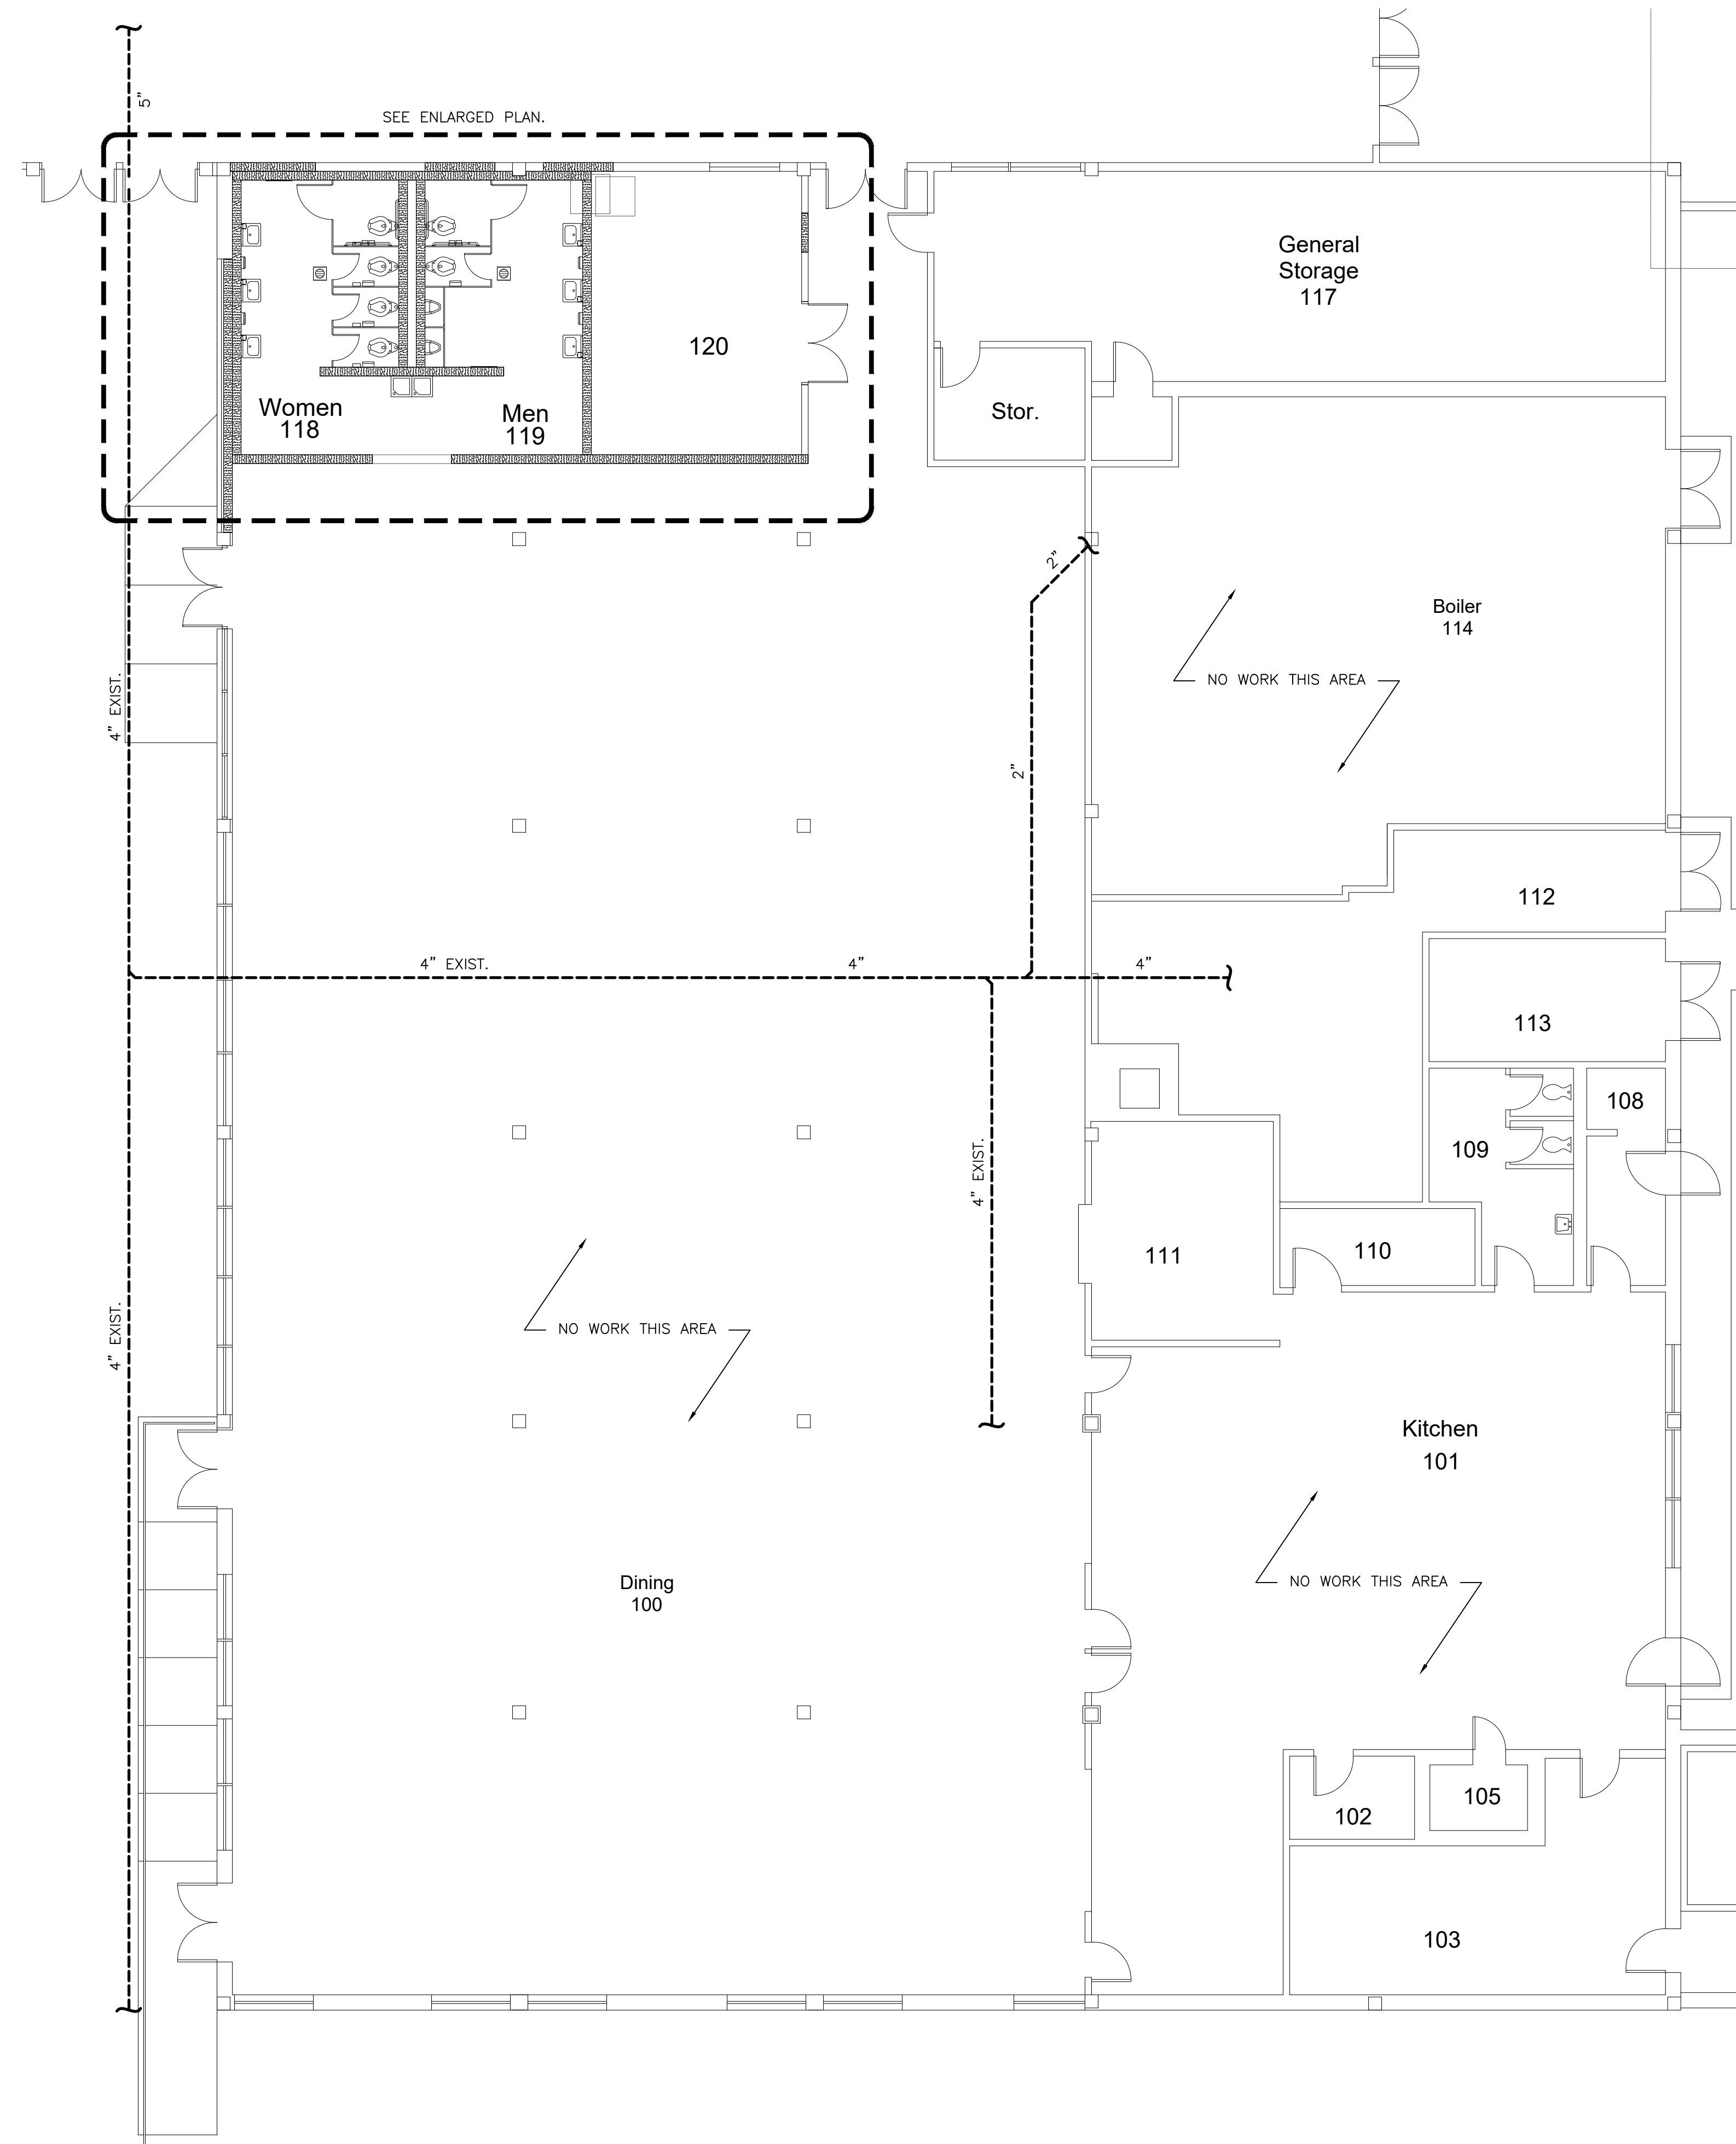 5"
SEE ENLARGED PLAN.
General
Storage
117
120
Women
118
Men
119
Stor.
2"
Boiler
114
NO WORK THIS AREA
4" EXIST.
2"
112
4" EXIST.
4"
4"
113
108
109
4" EXIST.
111
110
4" EXIST.
NO WORK THIS AREA
Kitchen
101
Dining
100
NO WORK THIS AREA
105
102
103